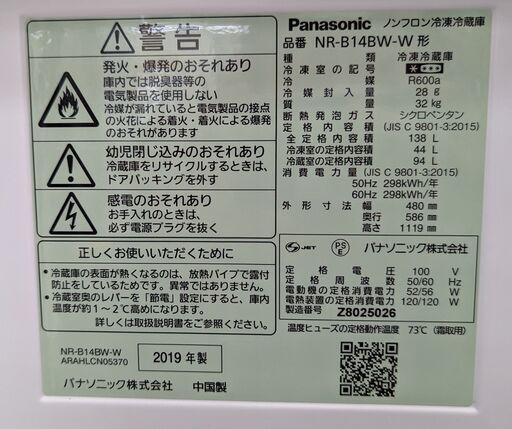 警告
発火・爆発のおそれあり
庫内では脱臭器等の
電気製品を使用しない
冷媒が漏れていると電気製品の接点
の火花による着火・着火による爆発
のおそれがあります
幼児閉じ込みのおそれあり
冷蔵庫をリサイクルするときは、
ドアパッキングを外す
感電のおそれあり
お手入れのときは、
必ず電源プラグを抜く
正しくお使いいただくために
・冷蔵庫の表面が熱くなるのは、放熱パイプで露付
防止をしているためです。異常ではありません。
・冷蔵室奥のレバーを「節電」設定にすると、庫内
温度が約1~2℃高めになります。
詳しくは取扱説明書をご参照ください。
NR-B14BW-W
ARAHLCN05370
2019 年製
パナソニック株式会社 中国製
Panasonic ノンフロン冷凍冷蔵庫
品番 NR-B14BW-W 形
種類 冷凍冷蔵庫
冷凍室の記号
冷媒 R600a
冷媒封入量 28 g
質量 32 kg
断熱発泡ガス シクロペンタン
定格内容積 (JIS C 9801-3:2015)
全定格内容積 138 L
冷凍室の定格内容積 44 L
冷蔵室の定格内容積 94 L
消費電力量 (JIS C 9801-3:2015)
50Hz 298kWh/年
60Hz 298kWh/年
外形寸法 幅 480 mm
奥行 586 mm
高さ 1119 mm
S JET PSE パナソニック株式会社
定格電圧 100 V
定格周波数 50/60 Hz
電動機の定格消費電力 52/56 W
電熱装置の定格消費電力 120/120 W
製造番号 Z8025026
温度ヒューズの定格動作温度 73℃ (霜取用)